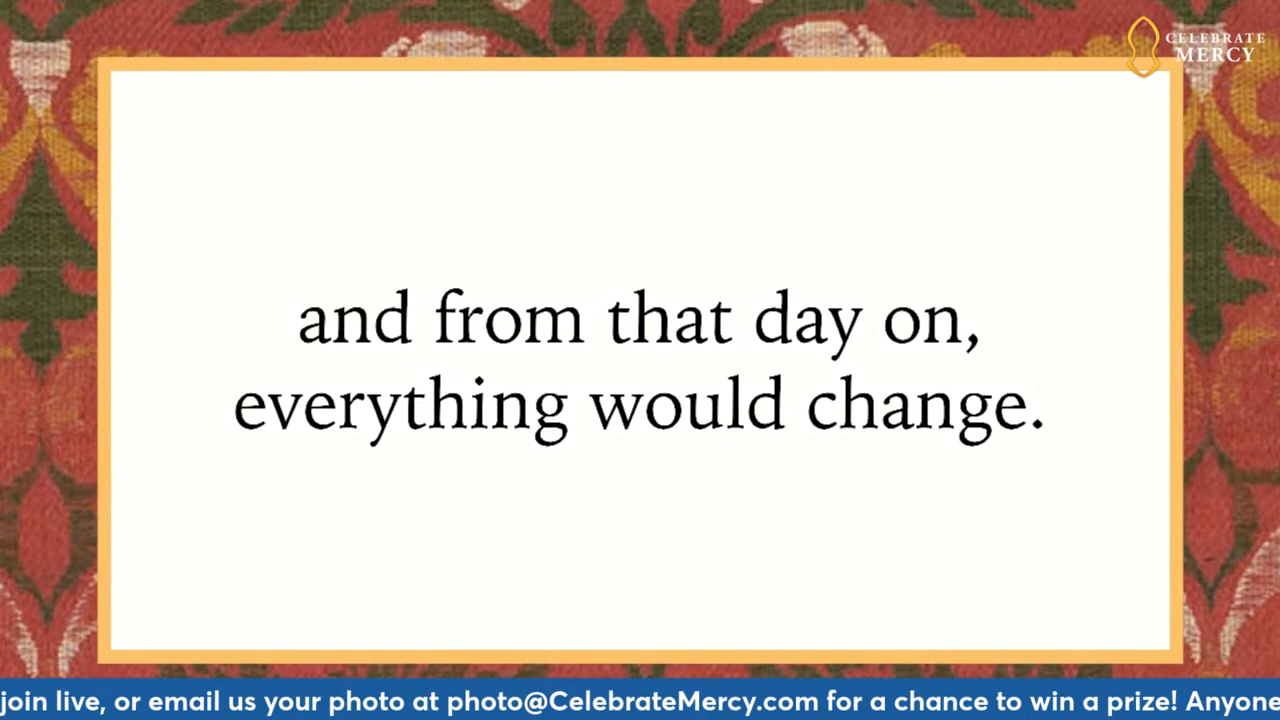 CELEBRATE
MERCY
and from that day on,
everything would change.
join live, or email us your photo at photo@CelebrateMercy.com for a chance to win a prize! Anyone